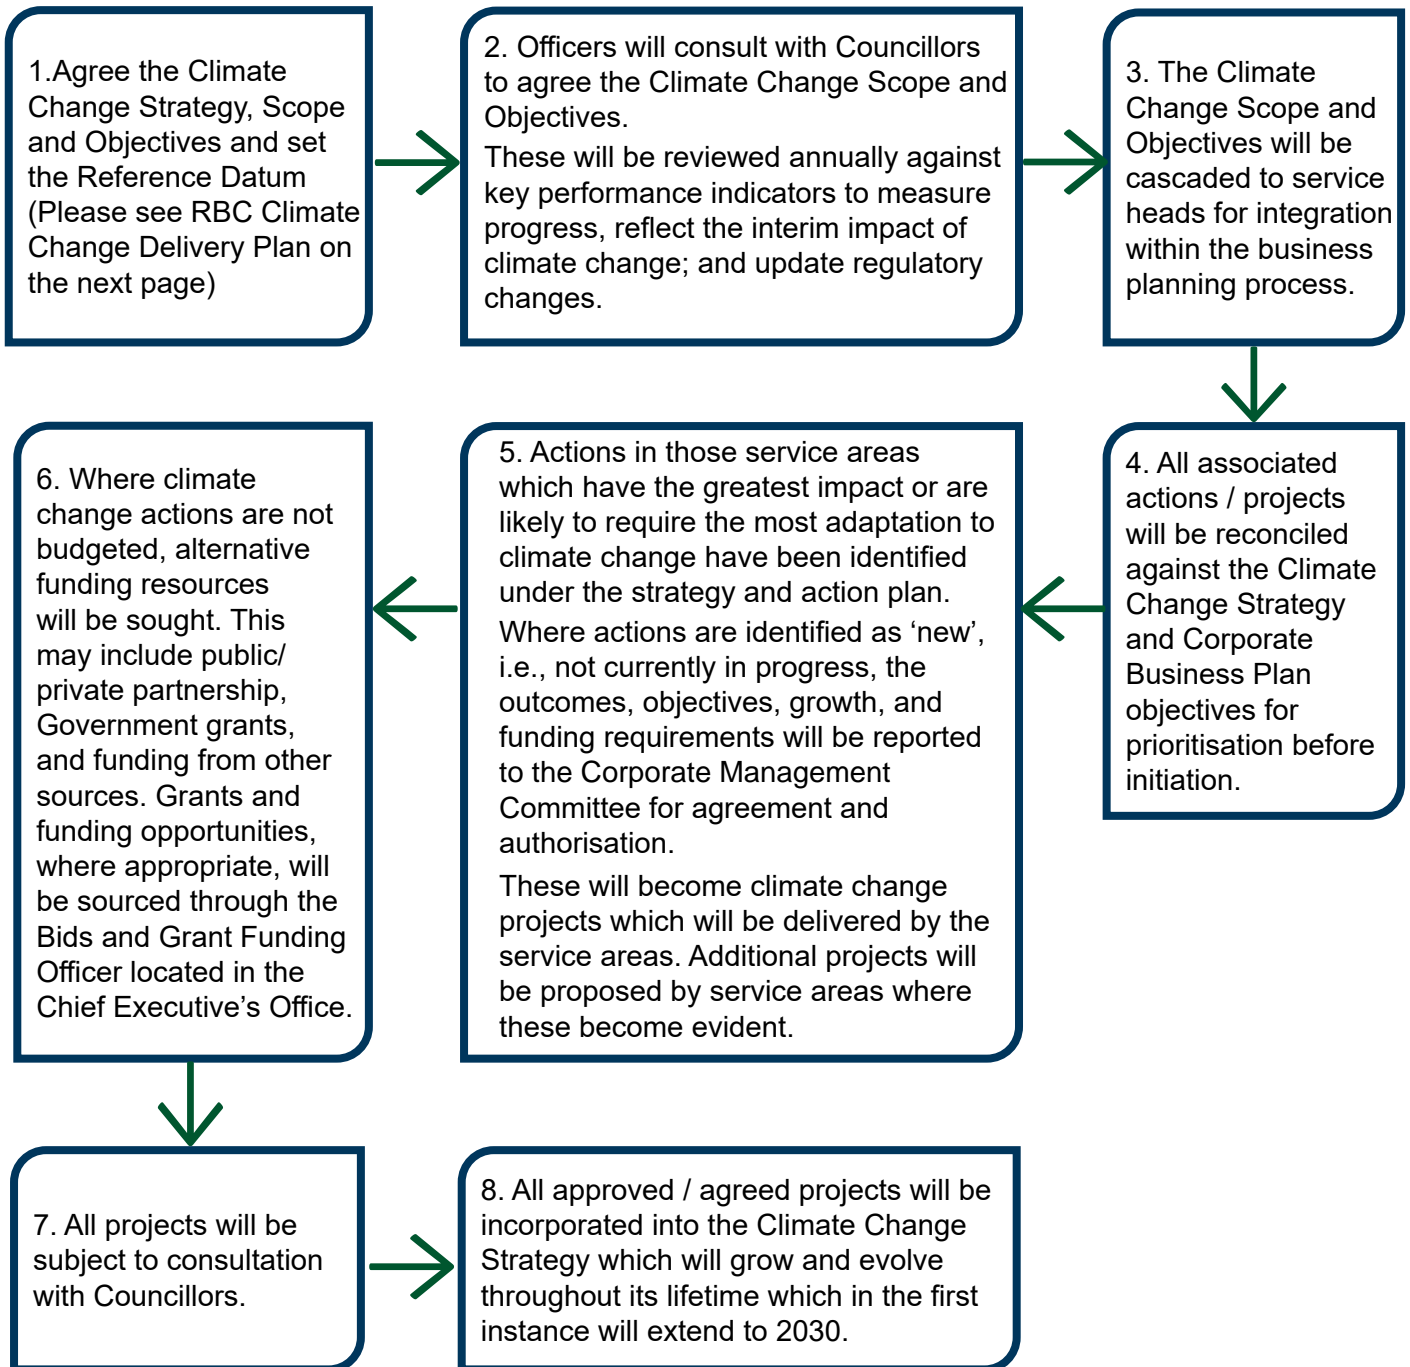 1.Agree the Climate
Change Strategy, Scope
and Objectives and set
the Reference Datum
(Please see RBC Climate
Change Delivery Plan on
the next page)
2. Officers will consult with Councillors
to agree the Climate Change Scope and
Objectives.
These will be reviewed annually against
key performance indicators to measure
progress, reflect the interim impact of
climate change; and update regulatory
changes.
3. The Climate
Change Scope and
Objectives will be
cascaded to service
heads for integration
within the business
planning process.
4. All associated
actions / projects
will be reconciled
against the Climate
Change Strategy
and Corporate
Business Plan
objectives for
prioritisation before
initiation.
5. Actions in those service areas
which have the greatest impact or are
likely to require the most adaptation to
climate change have been identified
under the strategy and action plan.
Where actions are identified as ‘new’,
i.e., not currently in progress, the
outcomes, objectives, growth, and
funding requirements will be reported
to the Corporate Management
Committee for agreement and
authorisation.
These will become climate change
projects which will be delivered by the
service areas. Additional projects will
be proposed by service areas where
these become evident.
6. Where climate
change actions are not
budgeted, alternative
funding resources
will be sought. This
may include public/
private partnership,
Government grants,
and funding from other
sources. Grants and
funding opportunities,
where appropriate, will
be sourced through the
Bids and Grant Funding
Officer located in the
Chief Executive’s Office.
7. All projects will be
subject to consultation
with Councillors.
8. All approved / agreed projects will be
incorporated into the Climate Change
Strategy which will grow and evolve
throughout its lifetime which in the first
instance will extend to 2030.